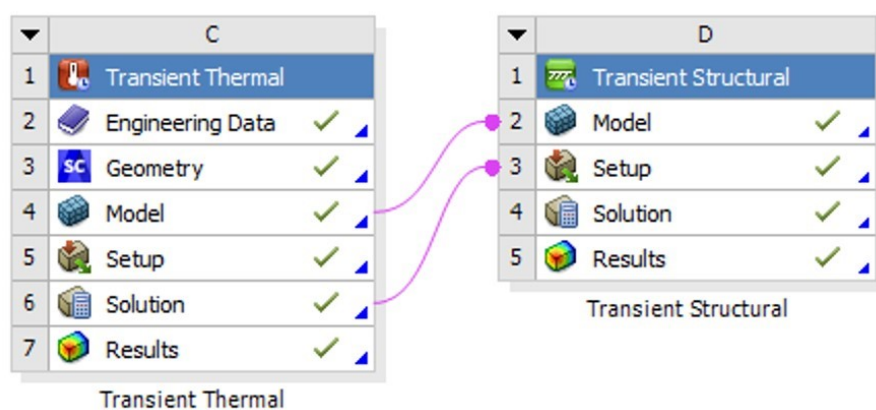 C
1 Transient Thermal
2 Engineering Data
3 SC Geometry
4 Model
5 Setup
6 Solution
7 Results
Transient Thermal
D
1 Transient Structural
2 Model
3 Setup
4 Solution
5 Results
Transient Structural